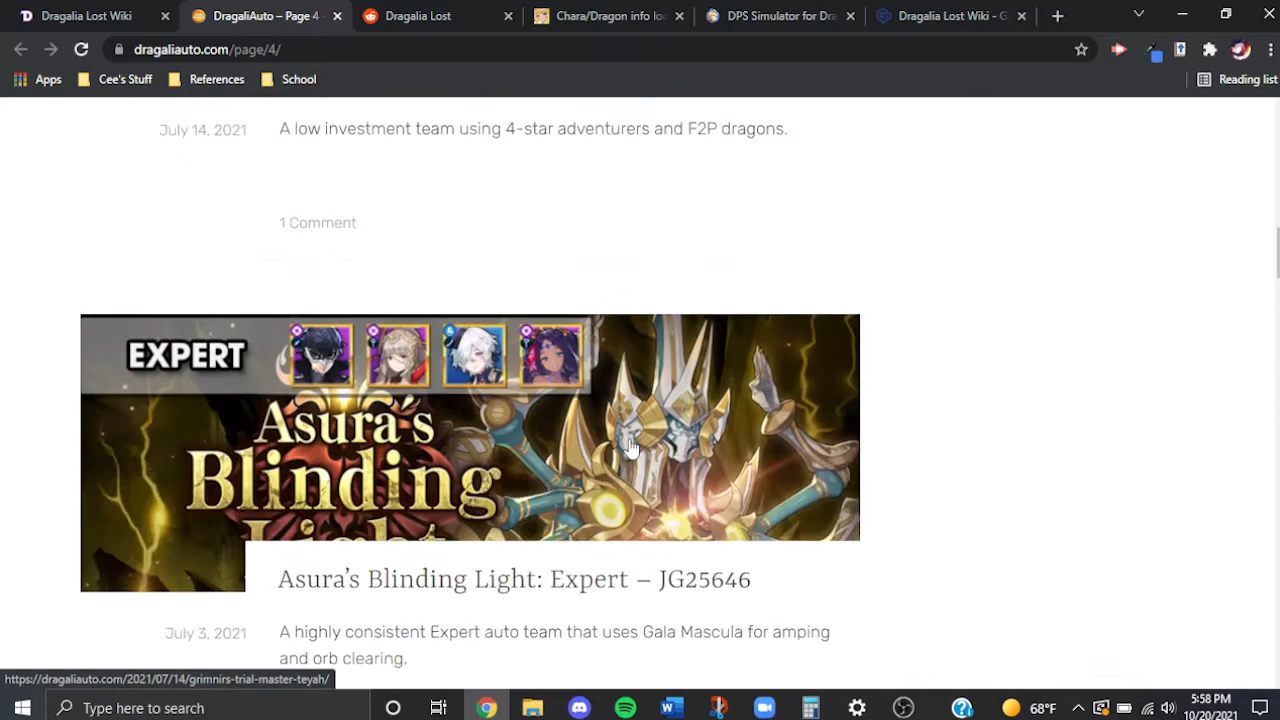 Dragalia Lost Wiki
DragaliAuto – Page 4
Dragalia Lost
Chara/Dragon info lo
DPS Simulator for Dra
Dragalia Lost Wiki - G
dragaliauto.com/page/4/
Apps
Cee's Stuff
References
School
Reading list
July 14, 2021
A low investment team using 4-star adventurers and F2P dragons.
1 Comment
EXPERT
Asura's
Blinding
Light
Asura's Blinding Light: Expert – JG25646
July 3, 2021
A highly consistent Expert auto team that uses Gala Mascula for amping
and orb clearing.
https://dragaliauto.com/2021/07/14/grimnirs-trial-master-teyah/
Type here to search
68°F
5:58 PM
10/20/2021